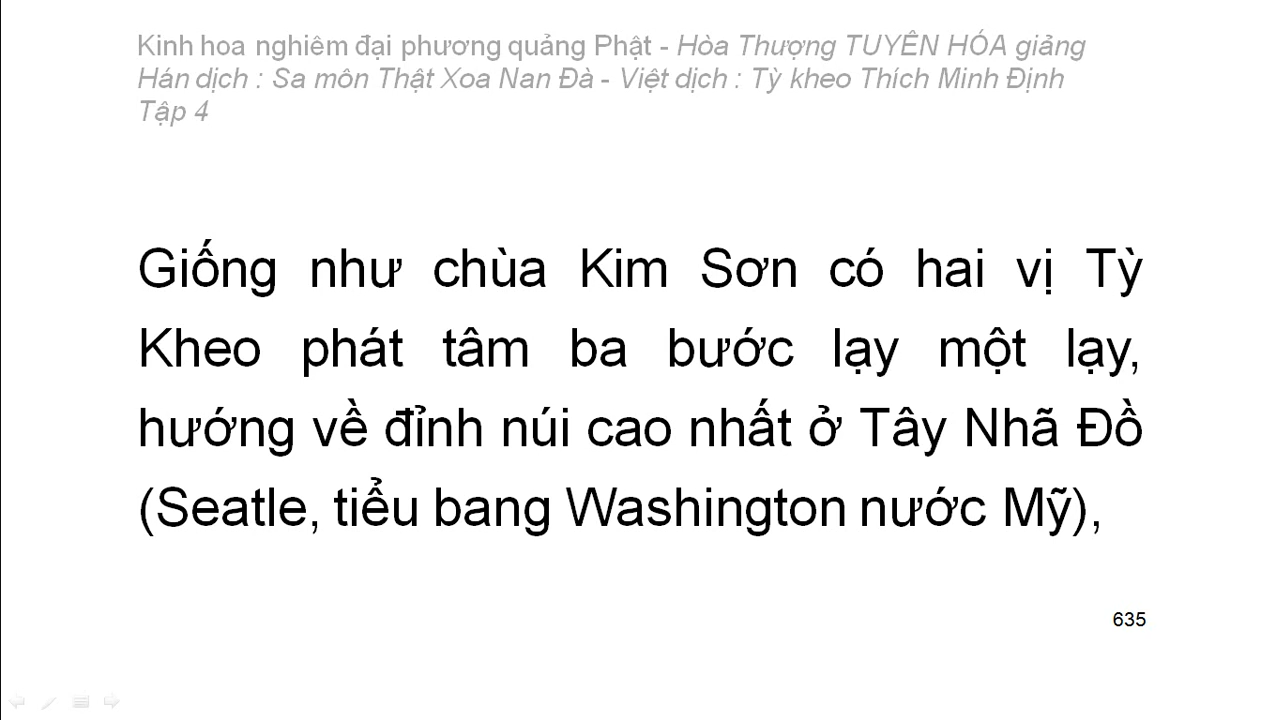 Kinh hoa nghiêm đại phương quảng Phật - Hòa Thượng TUYÊN HÓA giảng
Hán dịch : Sa môn Thật Xoa Nan Đà - Việt dịch : Tỳ kheo Thích Minh Định
Tập 4
Giống như chùa Kim Sơn có hai vị Tỳ
Kheo phát tâm ba bước lạy một lạy,
hướng về đỉnh núi cao nhất ở Tây Nhã Đồ
(Seatle, tiểu bang Washington nước Mỹ),
635